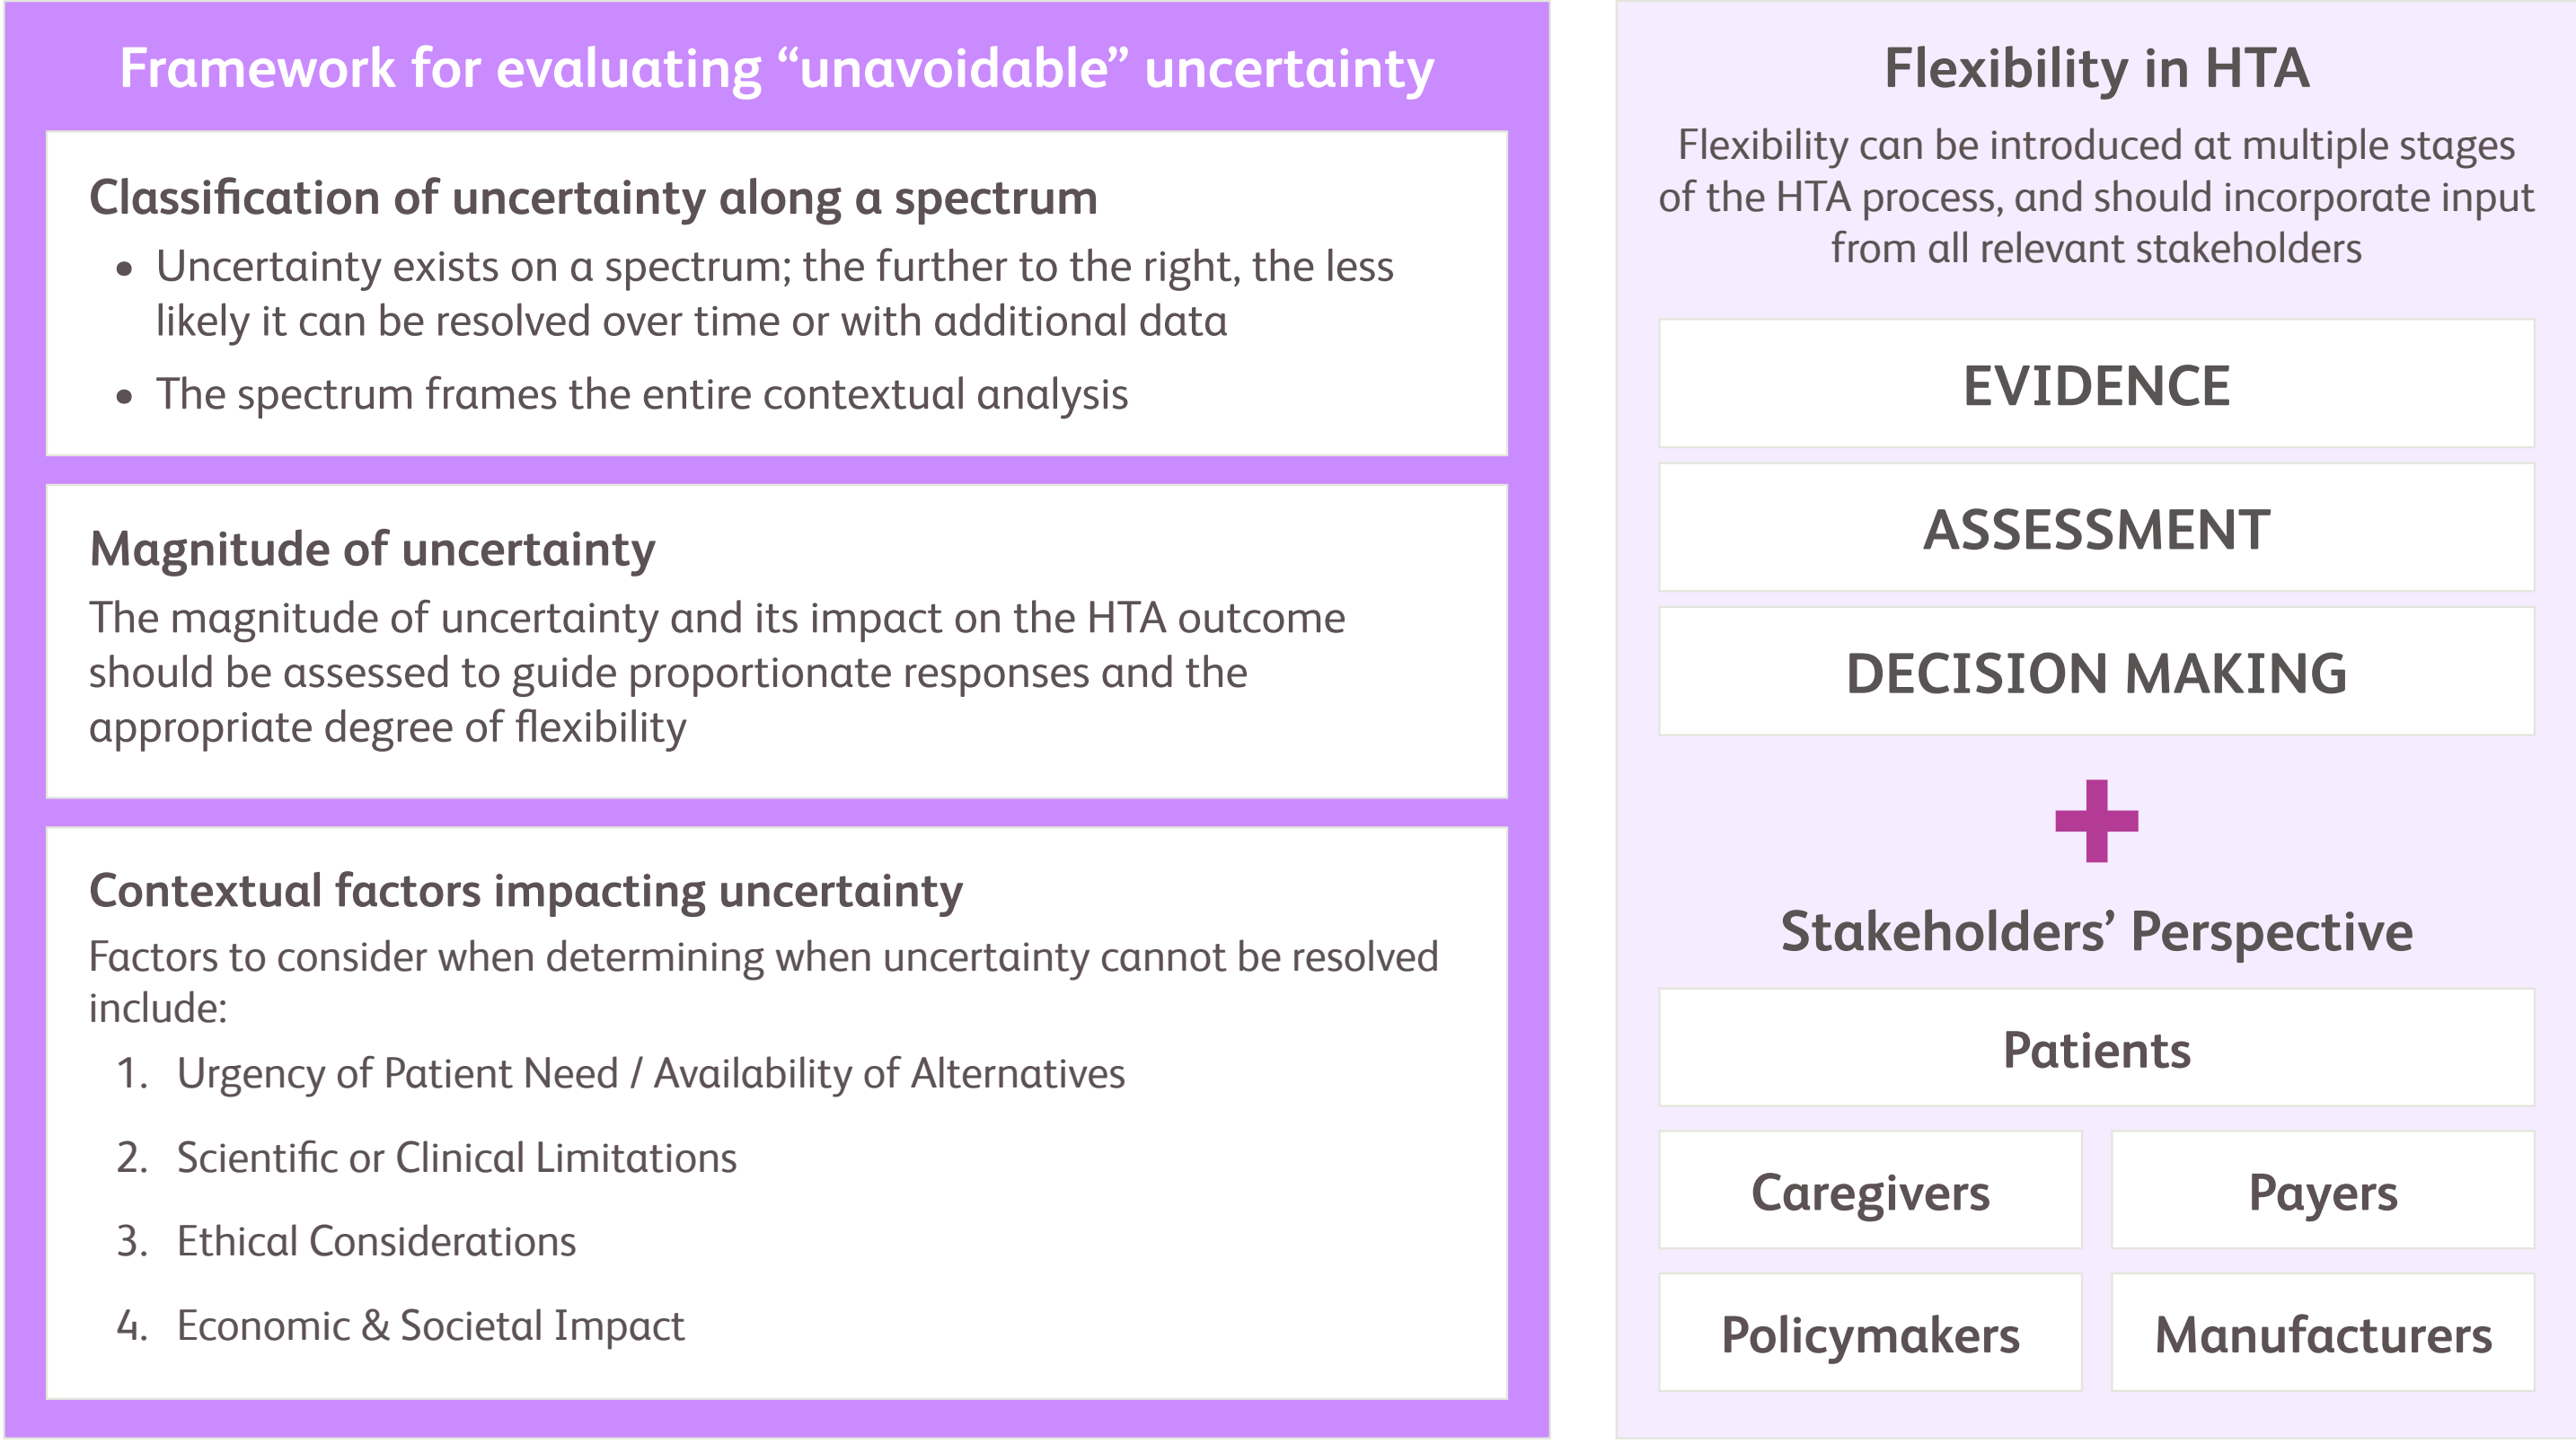 Framework for evaluating “unavoidable” uncertainty
Classification of uncertainty along a spectrum
• Uncertainty exists on a spectrum; the further to the right, the less
likely it can be resolved over time or with additional data
• The spectrum frames the entire contextual analysis
Magnitude of uncertainty
The magnitude of uncertainty and its impact on the HTA outcome
should be assessed to guide proportionate responses and the
appropriate degree of flexibility
Contextual factors impacting uncertainty
Factors to consider when determining when uncertainty cannot be resolved
include:
1. Urgency of Patient Need / Availability of Alternatives
2. Scientific or Clinical Limitations
3. Ethical Considerations
4. Economic & Societal Impact
Flexibility in HTA
Flexibility can be introduced at multiple stages
of the HTA process, and should incorporate input
from all relevant stakeholders
EVIDENCE
ASSESSMENT
DECISION MAKING
Stakeholders’ Perspective
Patients
Caregivers
Payers
Policymakers
Manufacturers